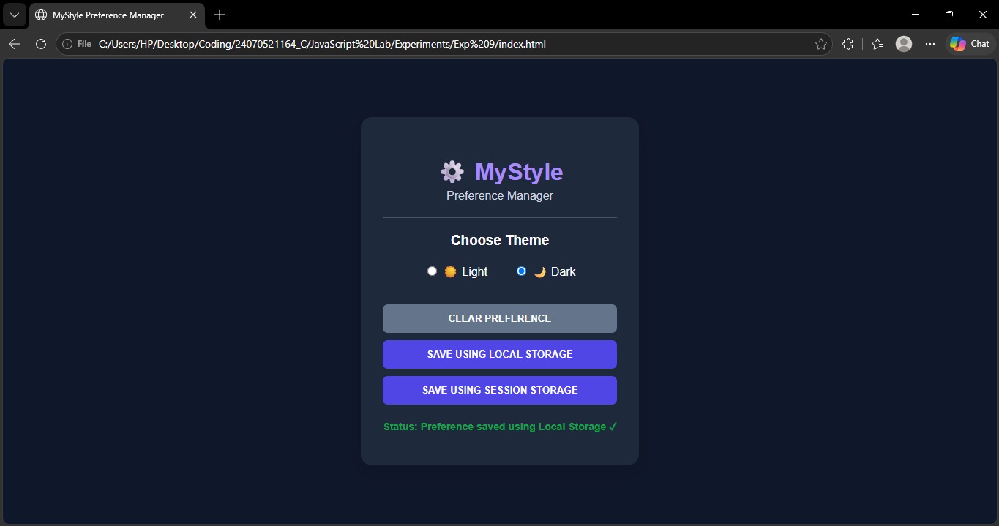 MyStyle Preference Manager
File C:/Users/HP/Desktop/Coding/24070521164_C/JavaScript%20Lab/Experiments/Exp%209/index.html
Chat
MyStyle
Preference Manager
Choose Theme
Light Dark
CLEAR PREFERENCE
SAVE USING LOCAL STORAGE
SAVE USING SESSION STORAGE
Status: Preference saved using Local Storage ✓